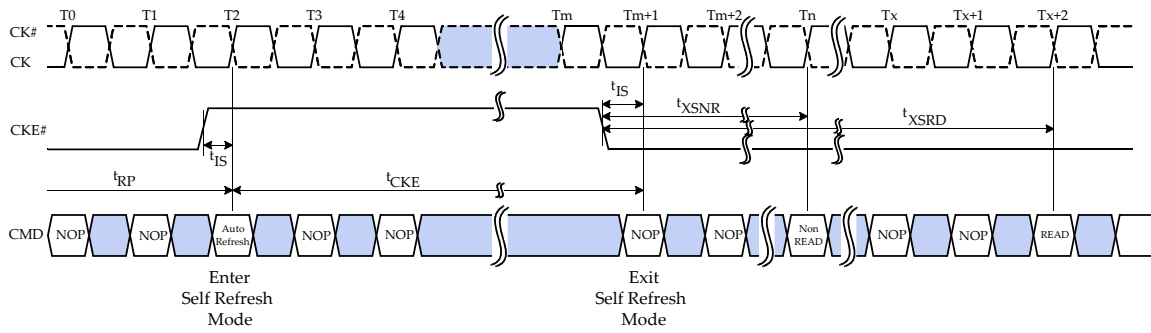 T0 T1 T2 T3 T4 Tm Tm+1 Tm+2 Tn Tx Tx+1 Tx+2
CK#
CK
tIS
tXSNR
tXSRD
CKE#
tIS
tRP tCKE
CMD NOP NOP Auto Refresh NOP NOP NOP NOP Non READ NOP NOP READ
Enter
Self Refresh
Mode
Exit
Self Refresh
Mode